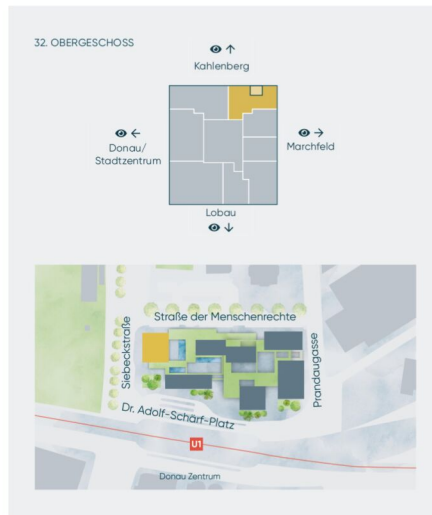 32. OBERGESCHOSS
Kahlenberg
Donau/
Stadtzentrum
Marchfeld
Lobau
Straße der Menschenrechte
Siebeckstraße
Prandaugasse
Dr. Adolf-Schärf-Platz
U1
Donau Zentrum